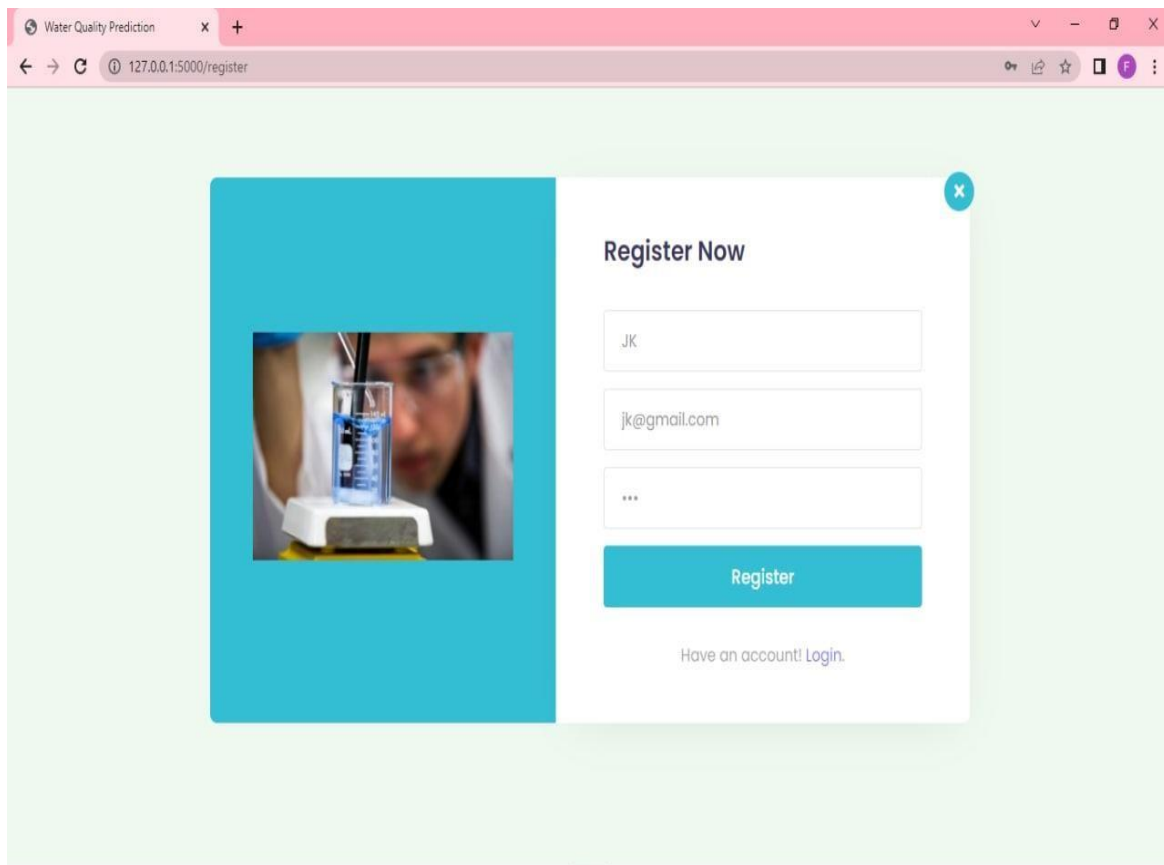 Water Quality Prediction
127.0.0.1:5000/register
F
Register Now
JK
jk@gmail.com
•••
Register
Have an account! Login.